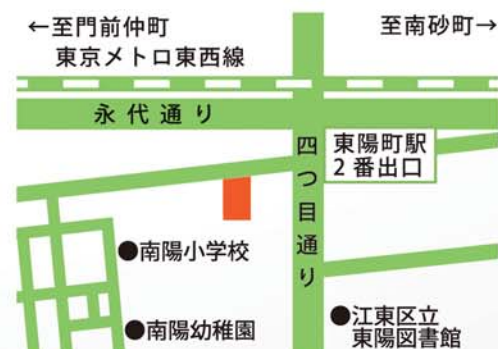 ←至門前仲町
至南砂町→
東京メトロ東西線
永代通り
四つ目通り
東陽町駅
2番出口
●南陽小学校
●南陽幼稚園
●江東区立
東陽図書館